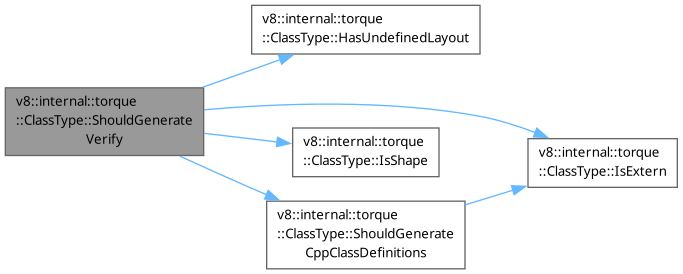 v8::internal::torque
::ClassType::ShouldGenerate
Verify
v8::internal::torque
::ClassType::HasUndefinedLayout
v8::internal::torque
::ClassType::IsShape
v8::internal::torque
::ClassType::ShouldGenerate
CppClassDefinitions
v8::internal::torque
::ClassType::IsExtern